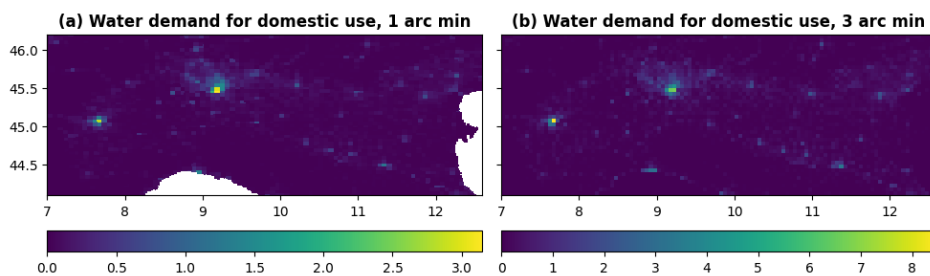 (a) Water demand for domestic use, 1 arc min
(b) Water demand for domestic use, 3 arc min
46.0
45.5
45.0
44.5
7 8 9 10 11 12
7 8 9 10 11 12
0.0 0.5 1.0 1.5 2.0 2.5 3.0
0 1 2 3 4 5 6 7 8